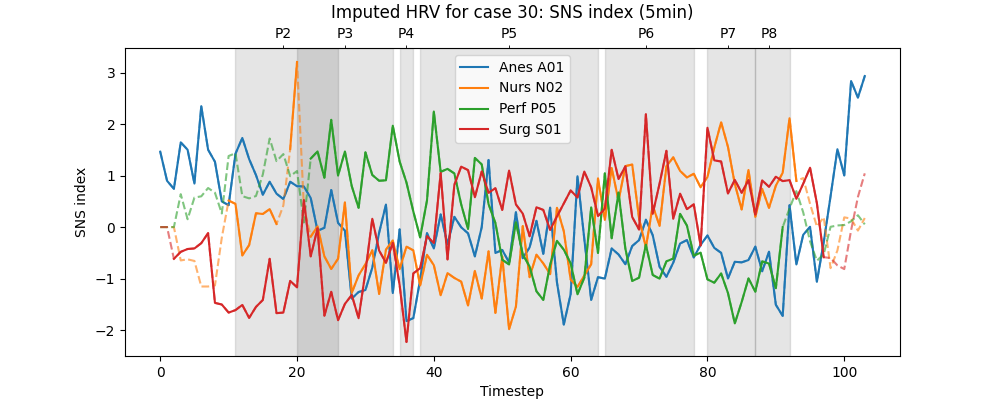 Imputed HRV for case 30: SNS index (5min)
P2 P3 P4 P5 P6 P7 P8
Anes A01
Nurs N02
Perf P05
Surg S01
SNS index
3
2
1
0
−1
−2
0 20 40 60 80 100
Timestep